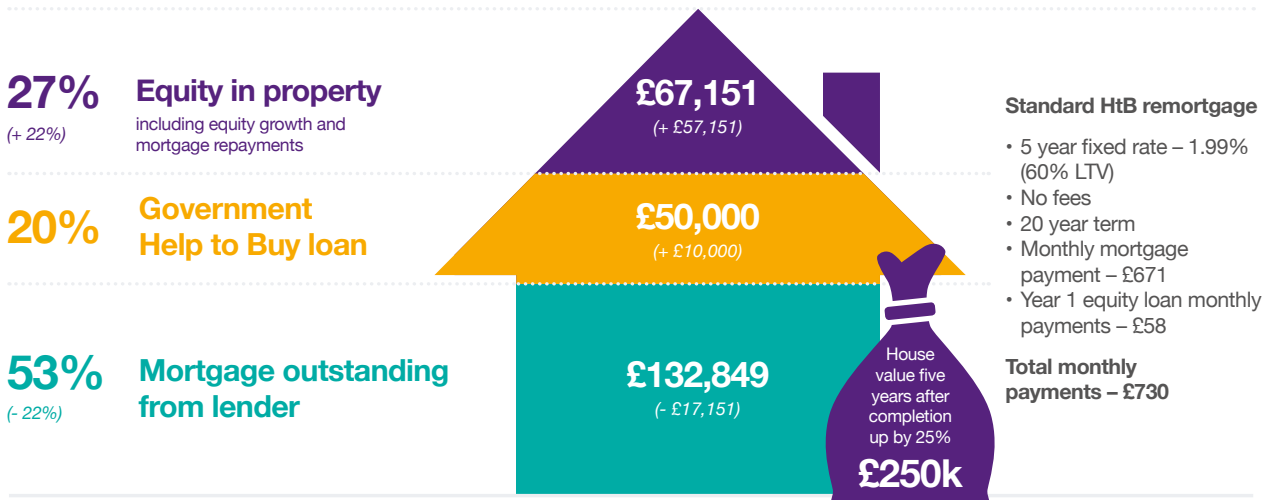 27%
(+ 22%)
Equity in property
including equity growth and
mortgage repayments
£67,151
(+ £57,151)
20%
Government
Help to Buy loan
£50,000
(+ £10,000)
53%
(- 22%)
Mortgage outstanding
from lender
£132,849
(- £17,151)
House
value five
years after
completion
up by 25%
£250k
Standard HtB remortgage
• 5 year fixed rate – 1.99%
(60% LTV)
• No fees
• 20 year term
• Monthly mortgage
payment – £671
• Year 1 equity loan monthly
payments – £58
Total monthly
payments – £730